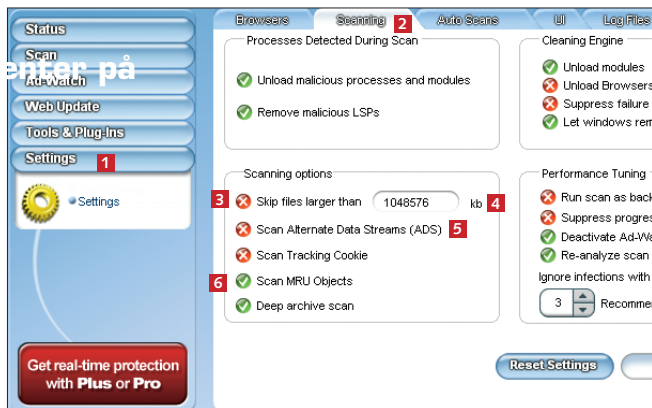 Status
Scan
enter på
Ad-Watch
Web Update
Tools & Plug-Ins
Settings 1
Settings
Get real-time protection
with Plus or Pro
Browsers Scanning 2 Auto Scans UI Log Files
Processes Detected During Scan
Unload malicious processes and modules
Remove malicious LSPs
Cleaning Engine
Unload modules
Unload Browsers
Suppress failure
Let windows rem
Scanning options
3 Skip files larger than 1048576 kb 4
Scan Alternate Data Streams (ADS) 5
Scan Tracking Cookie
6 Scan MRU Objects
Deep archive scan
Performance Tuning
Run scan as back
Suppress progres
Deactivate Ad-Wa
Re-analyze scan
Ignore infections with
3 Recomme
Reset Settings